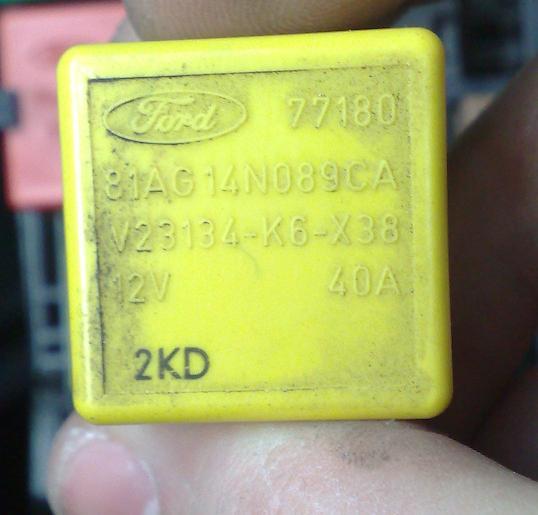 Ford 77180
81AG14N089CA
V23134-K6-X38
12V 40A
2KD